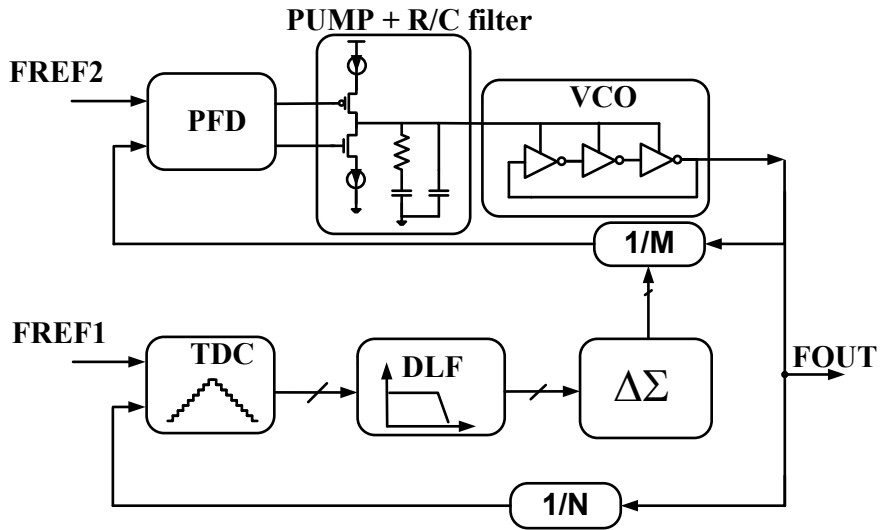 PUMP + R/C filter
FREF2
PFD
VCO
1/M
FREF1
TDC
DLF
ΔΣ
FOUT
1/N